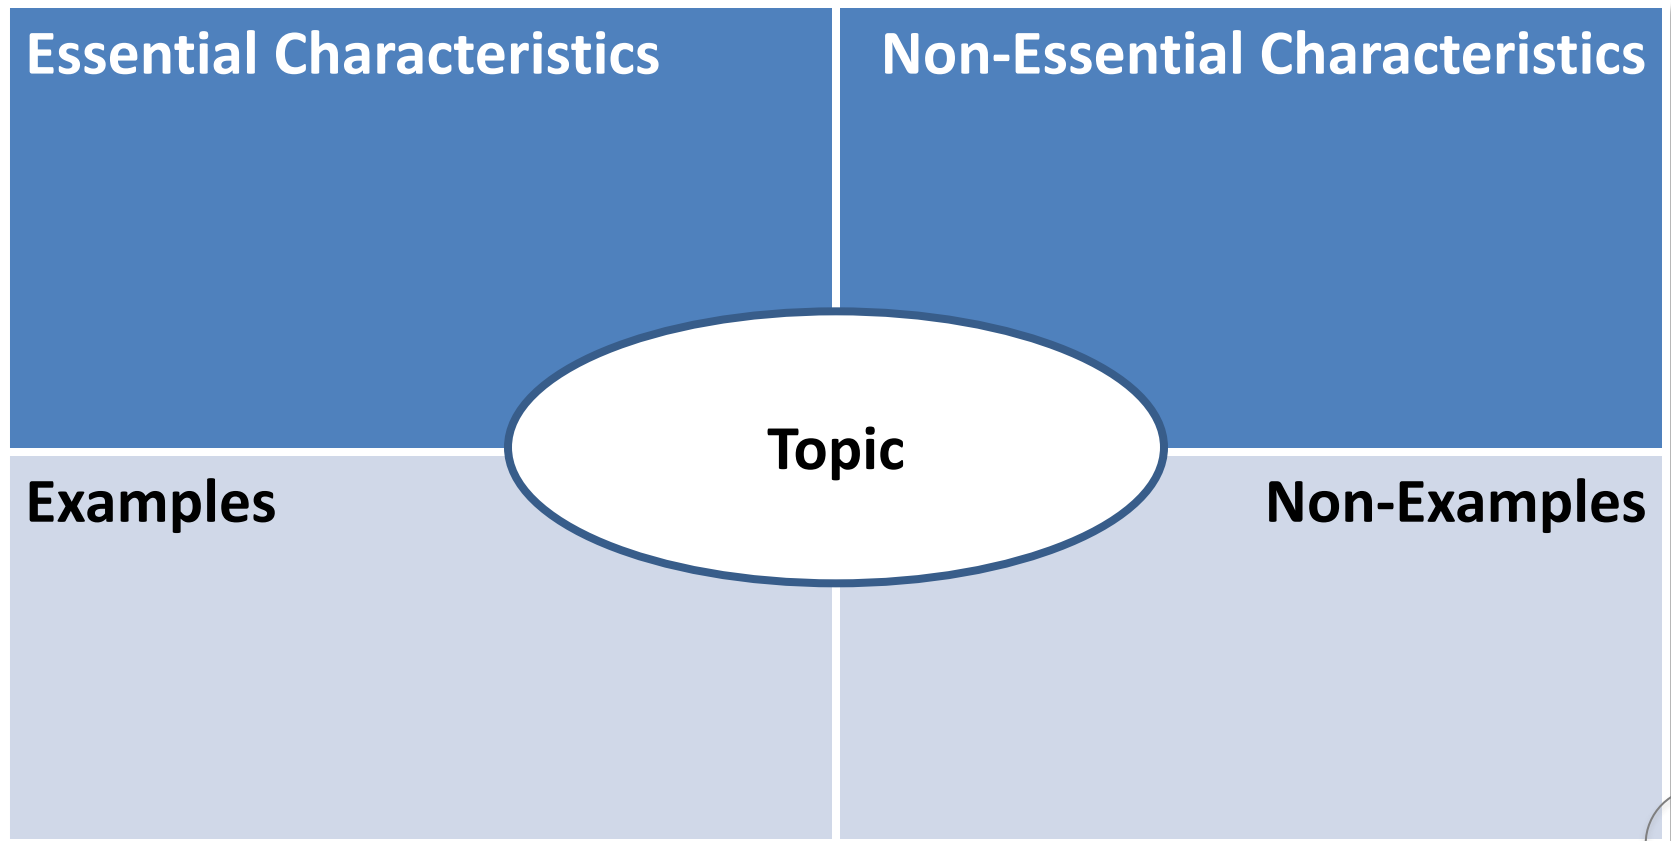 Essential Characteristics
Non-Essential Characteristics
Topic
Examples
Non-Examples